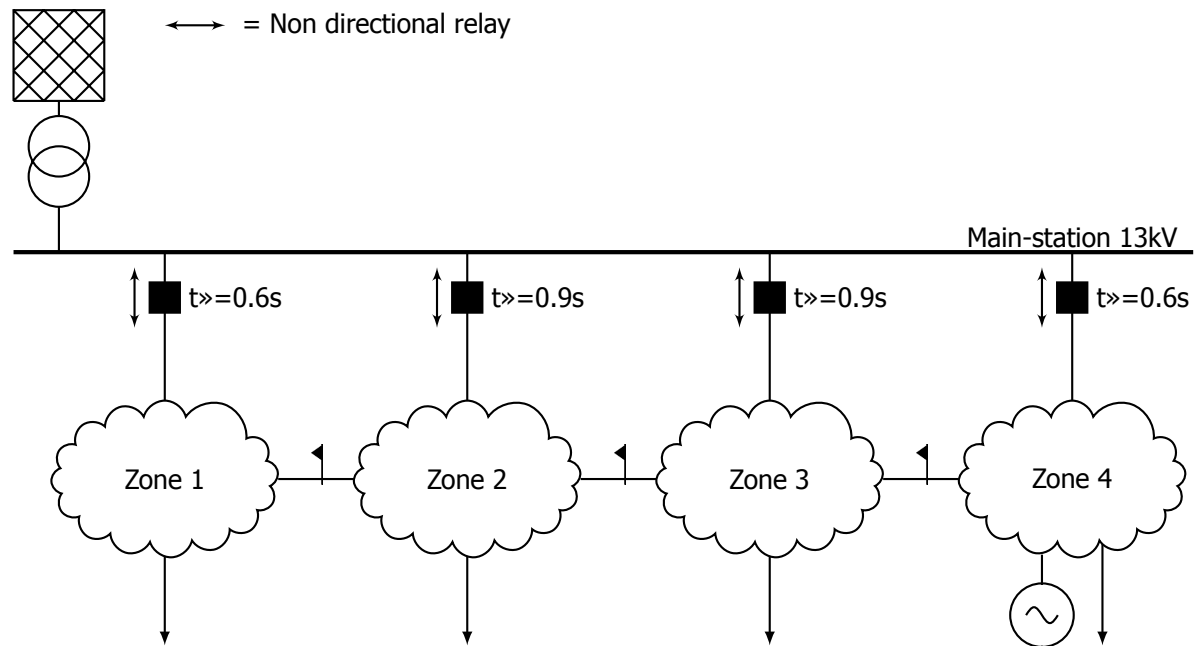 = Non directional relay
Main-station 13kV
t»=0.6s
t»=0.9s
t»=0.9s
t»=0.6s
Zone 1
Zone 2
Zone 3
Zone 4